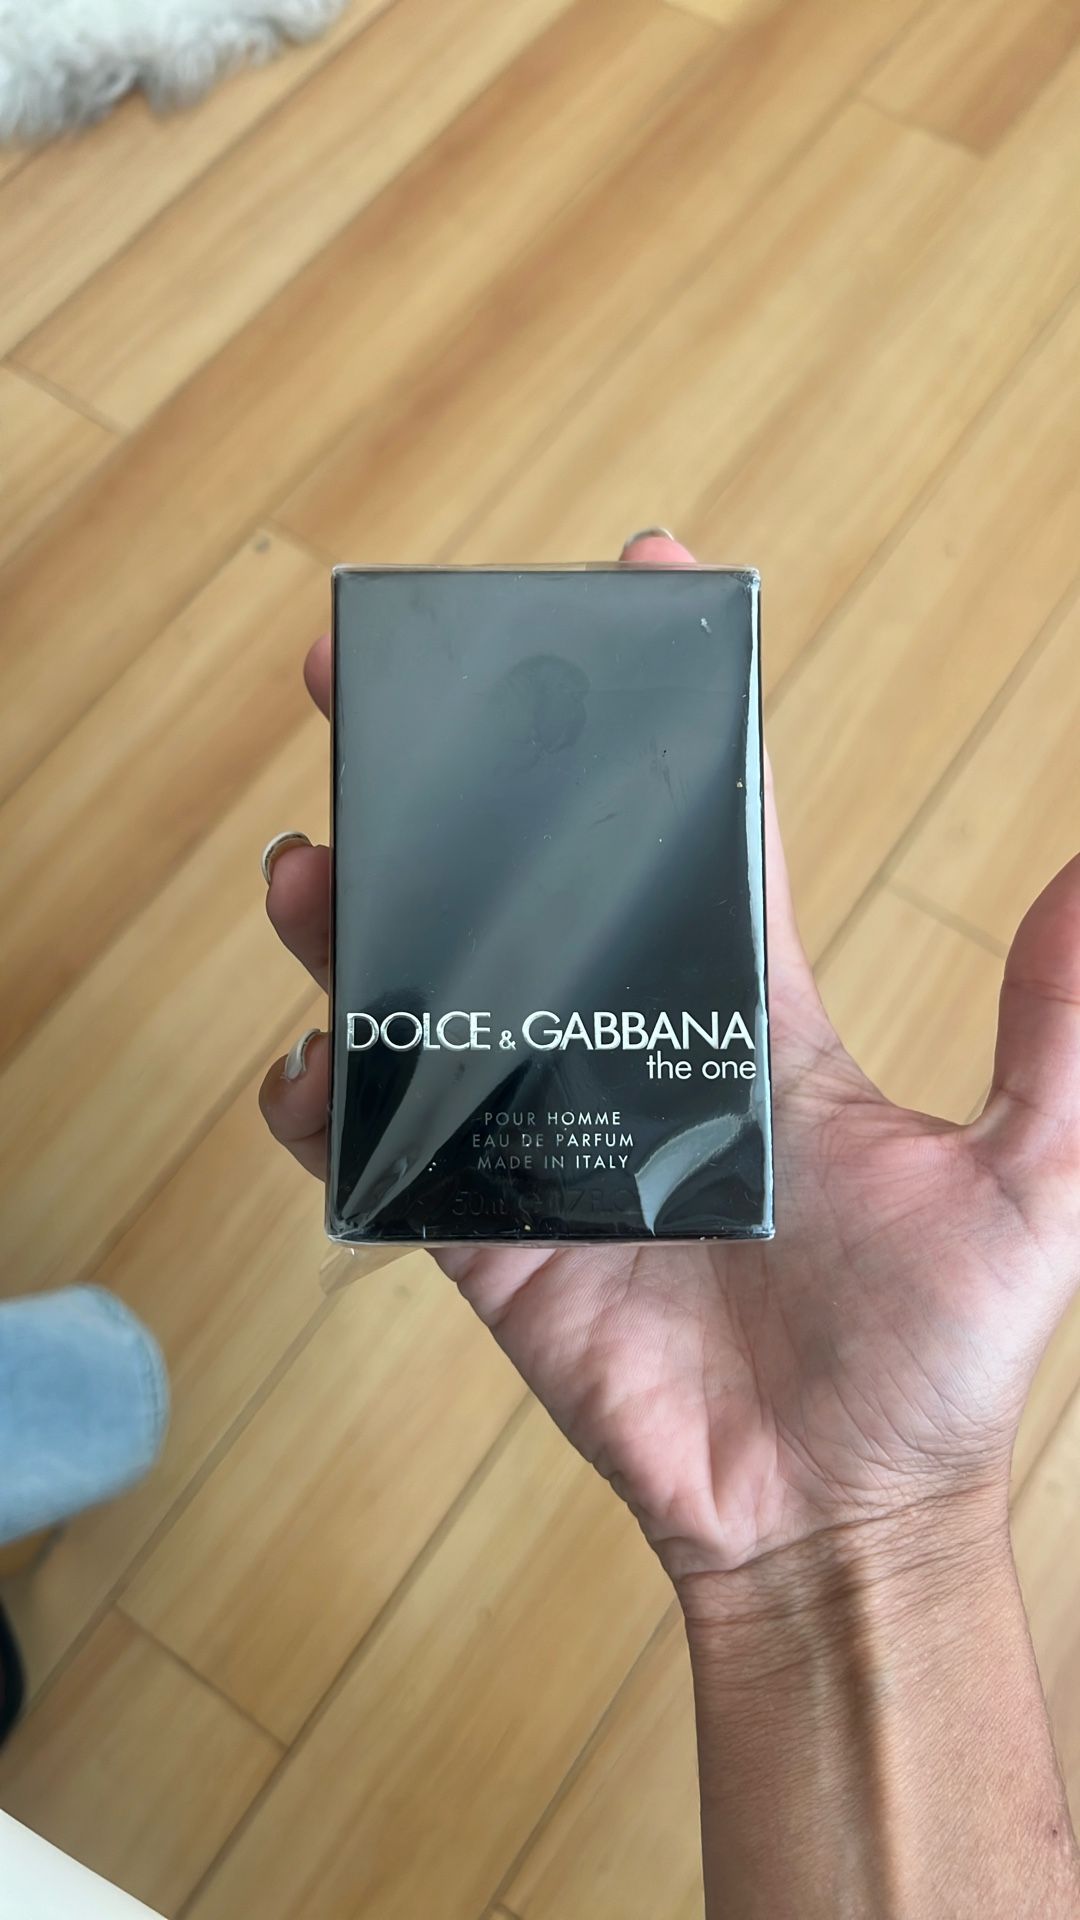 DOLCE & GABBANA
the one
POUR HOMME
EAU DE PARFUM
MADE IN ITALY